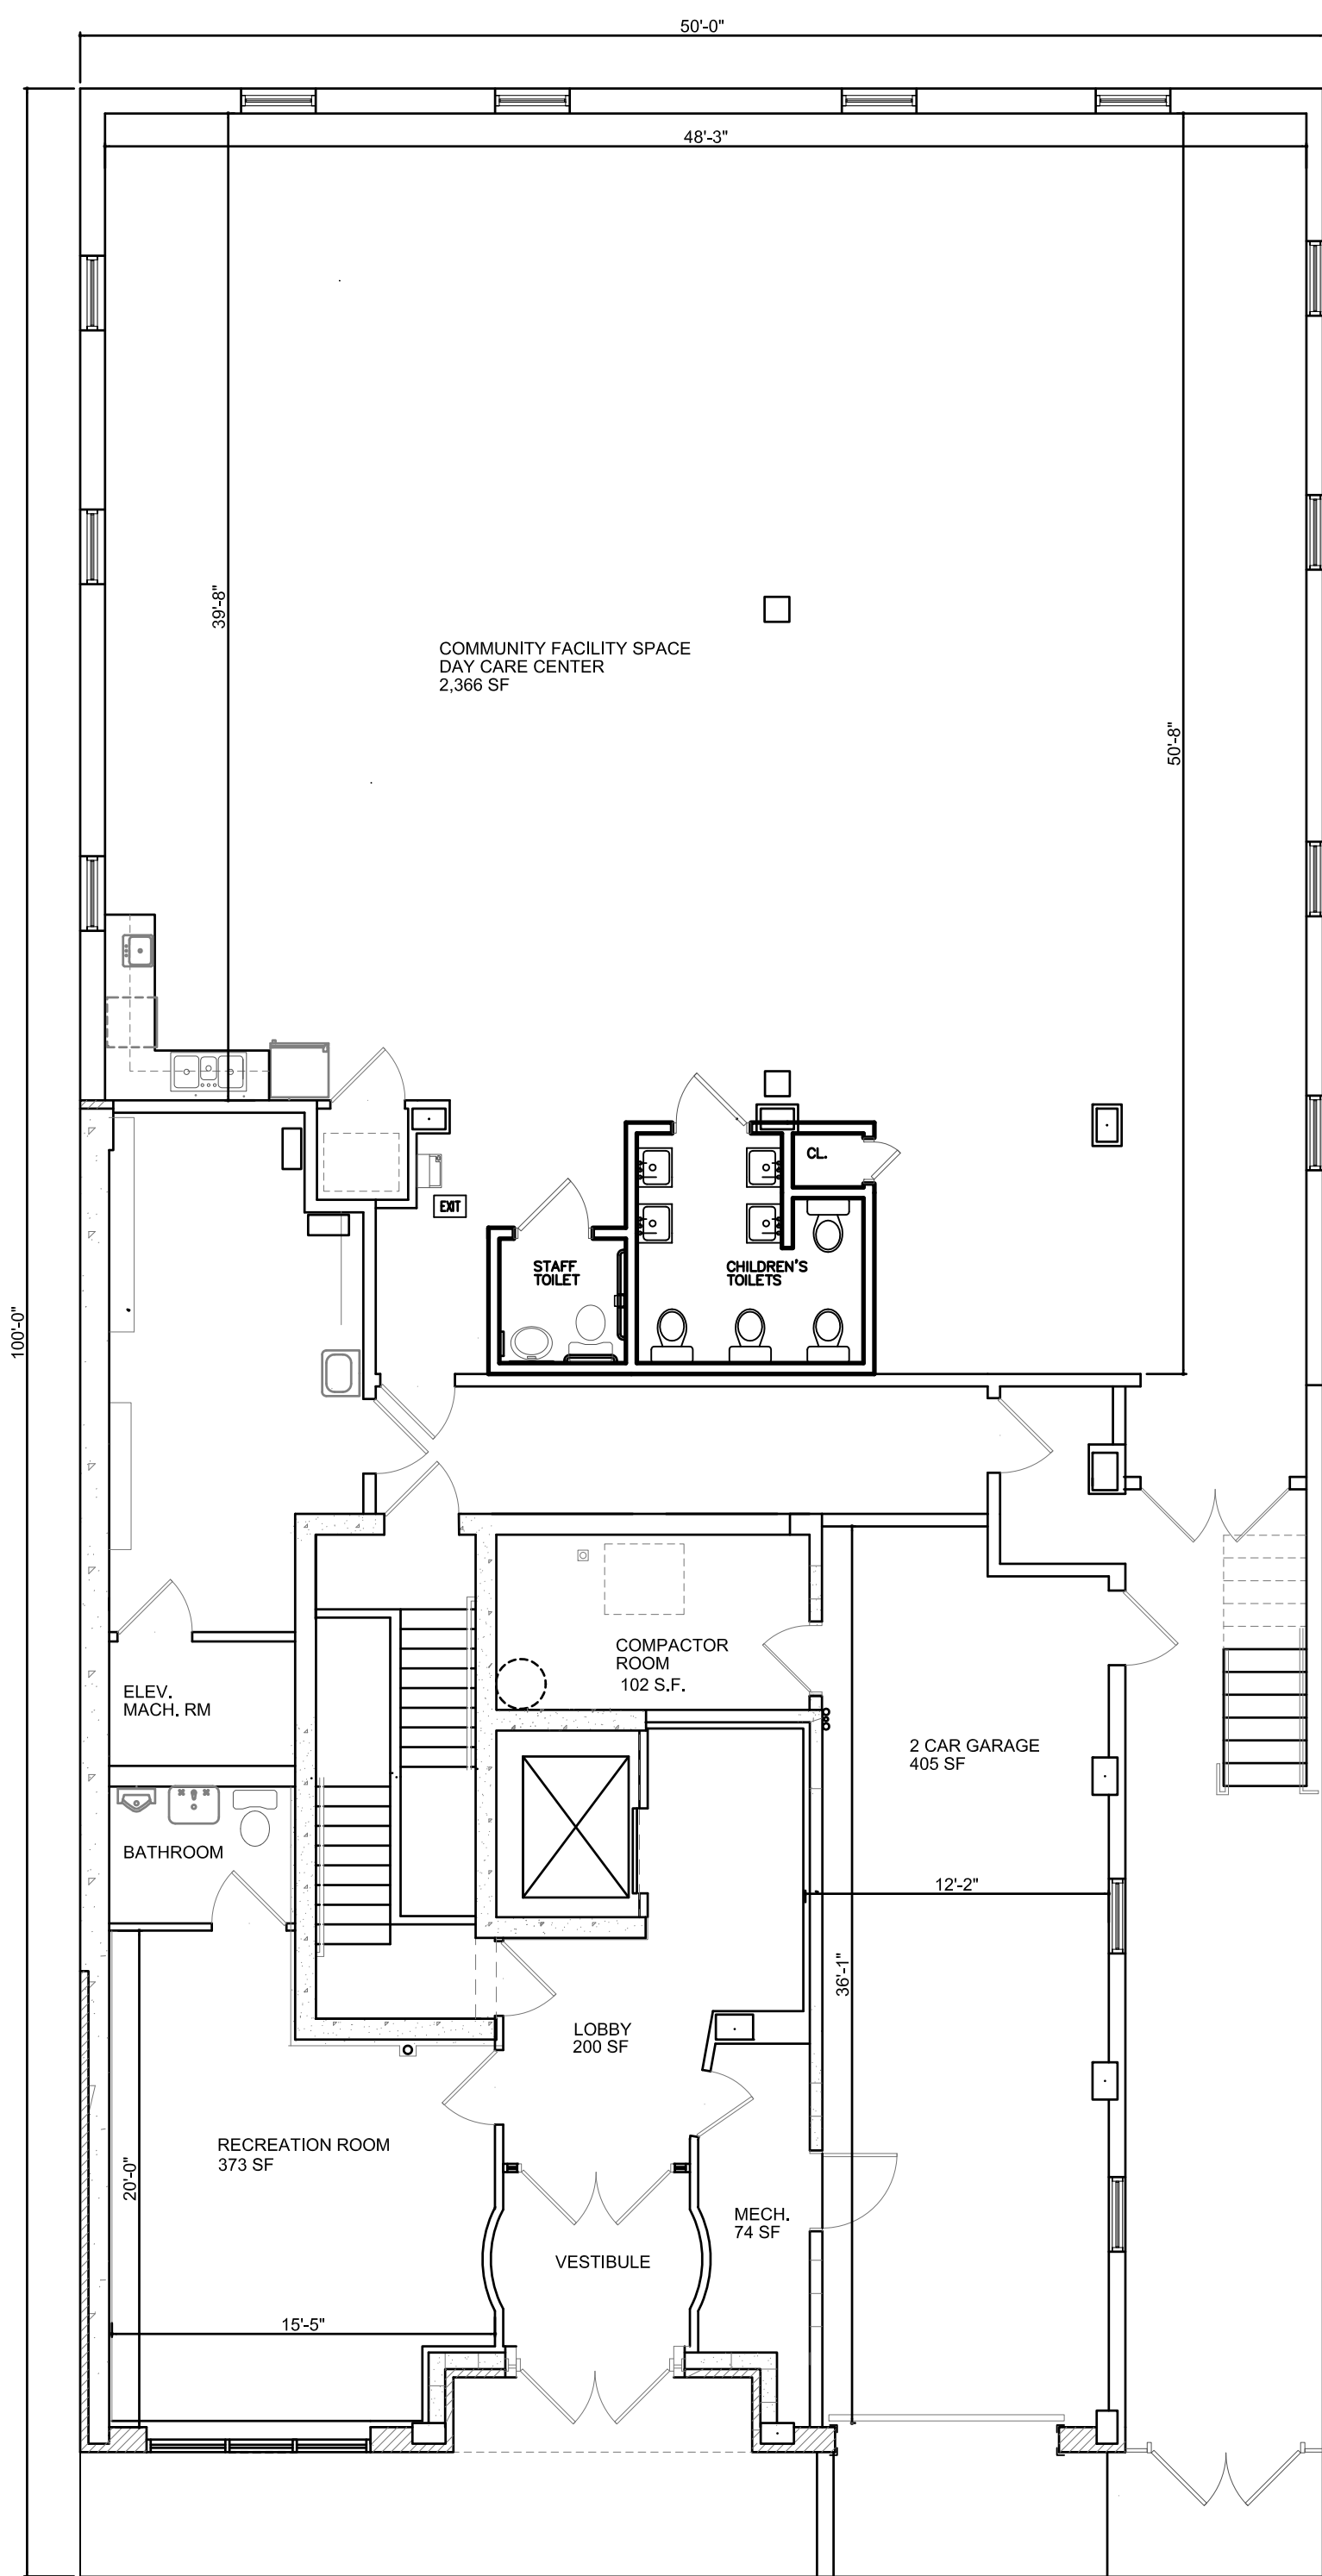 50'-0"
48'-3"
39'-8"
COMMUNITY FACILITY SPACE
DAY CARE CENTER
2,366 SF
50'-8"
CL.
EXIT
STAFF
TOILET
CHILDREN'S
TOILETS
100'-0"
COMPACTOR
ROOM
102 S.F.
ELEV.
MACH. RM
2 CAR GARAGE
405 SF
BATHROOM
12'-2"
36'-1"
LOBBY
200 SF
RECREATION ROOM
373 SF
20'-0"
MECH.
74 SF
VESTIBULE
15'-5"